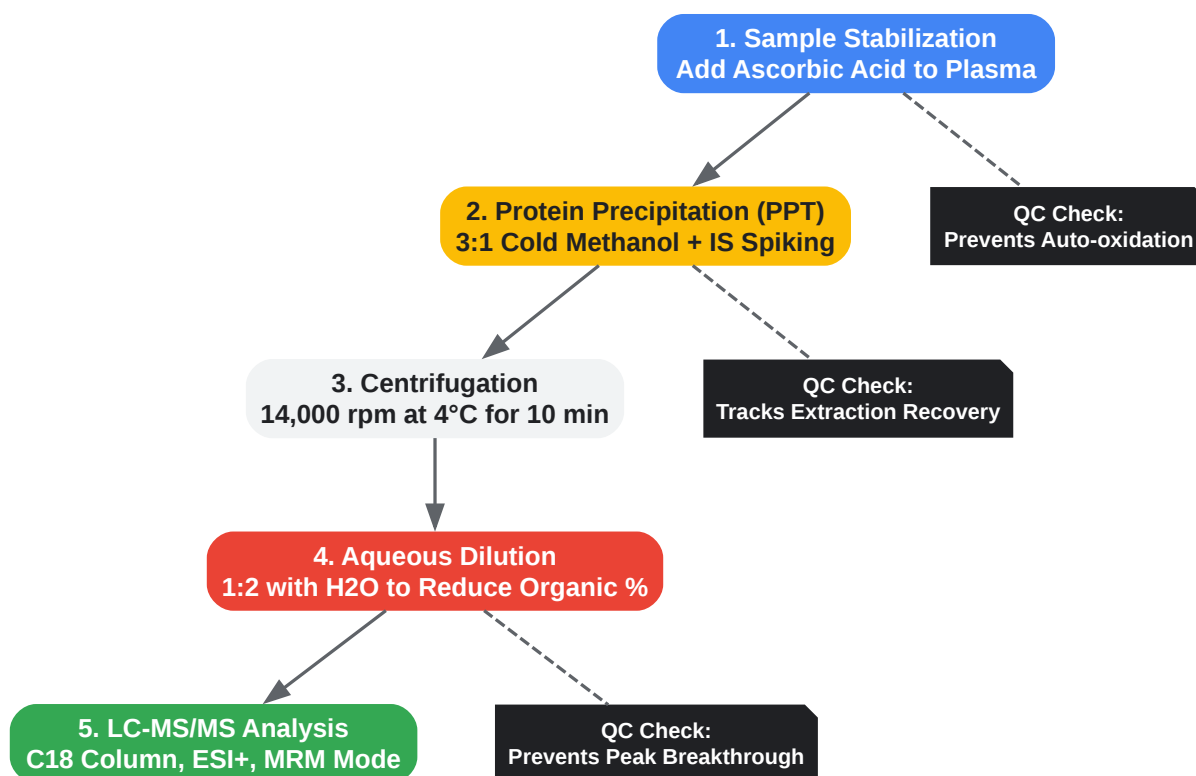 1. Sample Stabilization
Add Ascorbic Acid to Plasma
2. Protein Precipitation (PPT)
3:1 Cold Methanol + IS Spiking
QC Check:
Prevents Auto-oxidation
3. Centrifugation
14,000 rpm at 4°C for 10 min
QC Check:
Tracks Extraction Recovery
4. Aqueous Dilution
1:2 with H2O to Reduce Organic %
5. LC-MS/MS Analysis
C18 Column, ESI+, MRM Mode
QC Check:
Prevents Peak Breakthrough